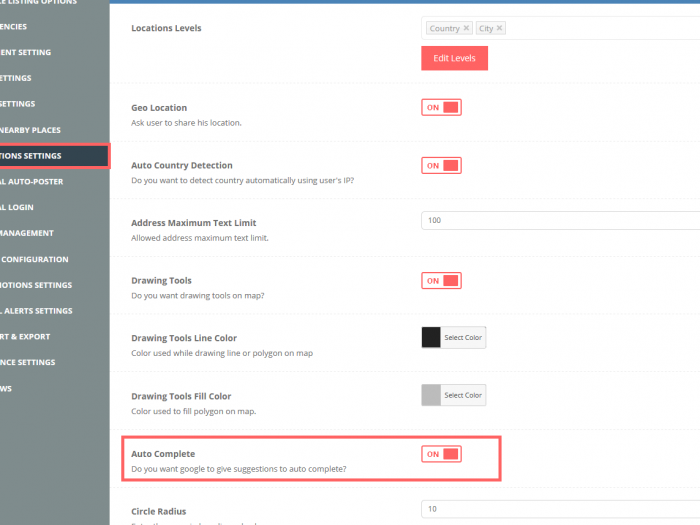 LISTING OPTIONS
ENCIES
ENT SETTING
ETTINGS
SETTINGS
NEARBY PLACES
TIONS SETTINGS
AL AUTO-POSTER
AL LOGIN
MANAGEMENT
CONFIGURATION
MOTIONS SETTINGS
L ALERTS SETTINGS
RT & EXPORT
NCE SETTINGS
WS
Locations Levels
Country × City ×
Edit Levels
Geo Location
ON
Ask user to share his location.
Auto Country Detection
ON
Do you want to detect country automatically using user's IP?
Address Maximum Text Limit
100
Allowed address maximum text limit.
Drawing Tools
ON
Do you want drawing tools on map?
Drawing Tools Line Color
Select Color
Color used while drawing line or polygon on map
Drawing Tools Fill Color
Select Color
Color used to fill polygon on map.
Auto Complete
ON
Do you want google to give suggestions to auto complete?
Circle Radius
10